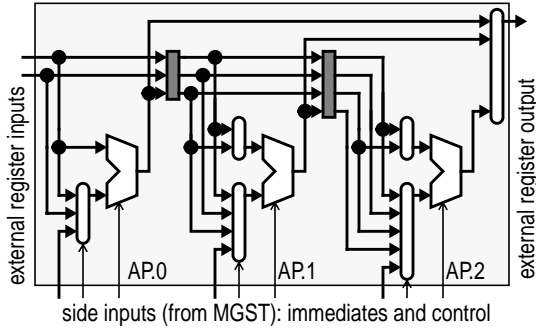 external register inputs
AP.0
AP.1
AP.2
external register output
side inputs (from MGST): immediates and control